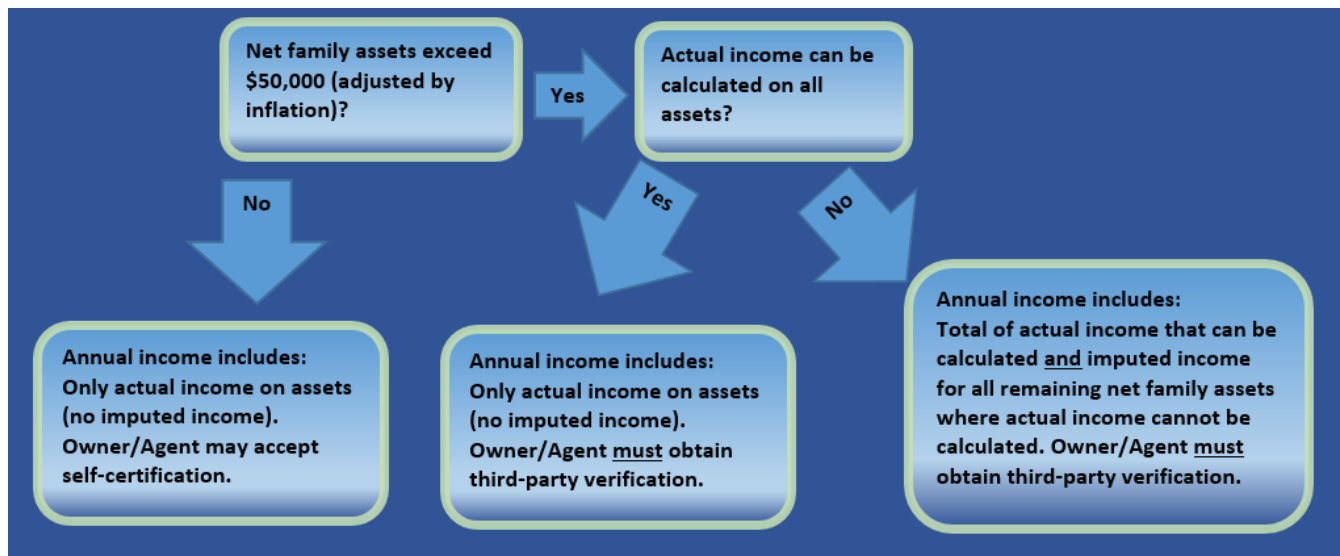 Net family assets exceed
$50,000 (adjusted by
inflation)?
Yes
Actual income can be
calculated on all
assets?
No
Yes
No
Annual income includes:
Only actual income on assets
(no imputed income).
Owner/Agent may accept
self-certification.
Annual income includes:
Only actual income on assets
(no imputed income).
Owner/Agent must obtain
third-party verification.
Annual income includes:
Total of actual income that can be
calculated and imputed income
for all remaining net family assets
where actual income cannot be
calculated. Owner/Agent must
obtain third-party verification.